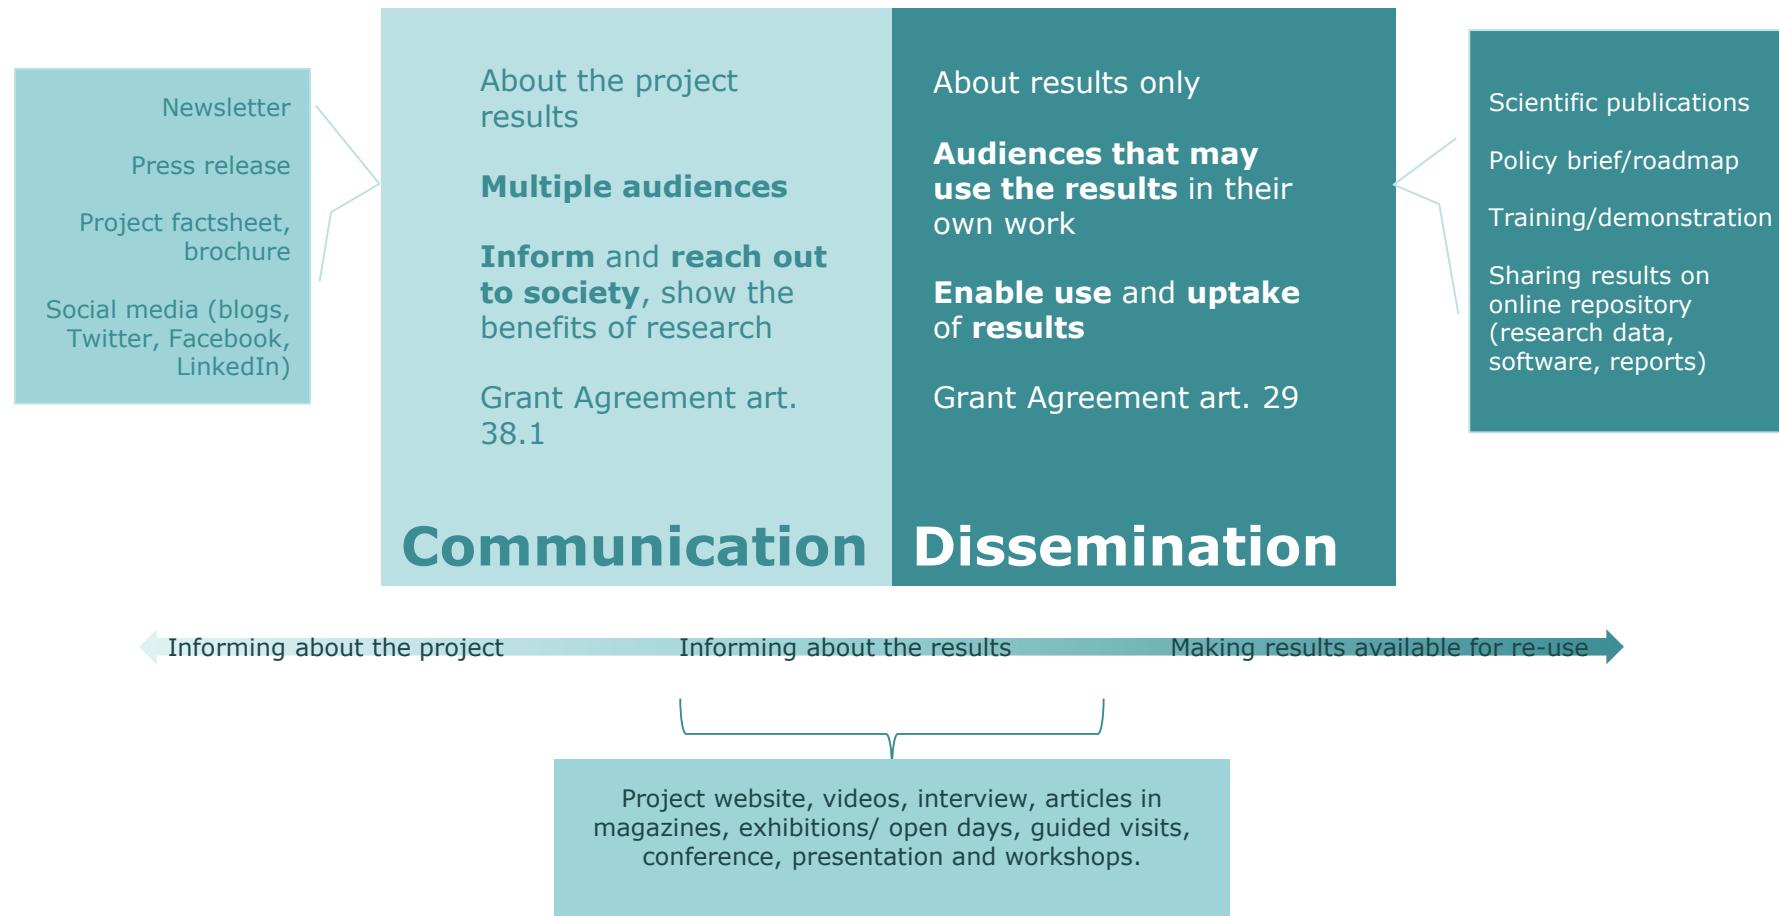 Newsletter
Press release
Project factsheet,
brochure
Social media (blogs,
Twitter, Facebook,
LinkedIn)
About the project
results
Multiple audiences
Inform and reach out
to society, show the
benefits of research
Grant Agreement art.
38.1
Communication
About results only
Audiences that may
use the results in their
own work
Enable use and uptake
of results
Grant Agreement art. 29
Dissemination
Scientific publications
Policy brief/roadmap
Training/demonstration
Sharing results on
online repository
(research data,
software, reports)
Informing about the project
Informing about the results
Making results available for re-use
Project website, videos, interview, articles in
magazines, exhibitions/ open days, guided visits,
conference, presentation and workshops.